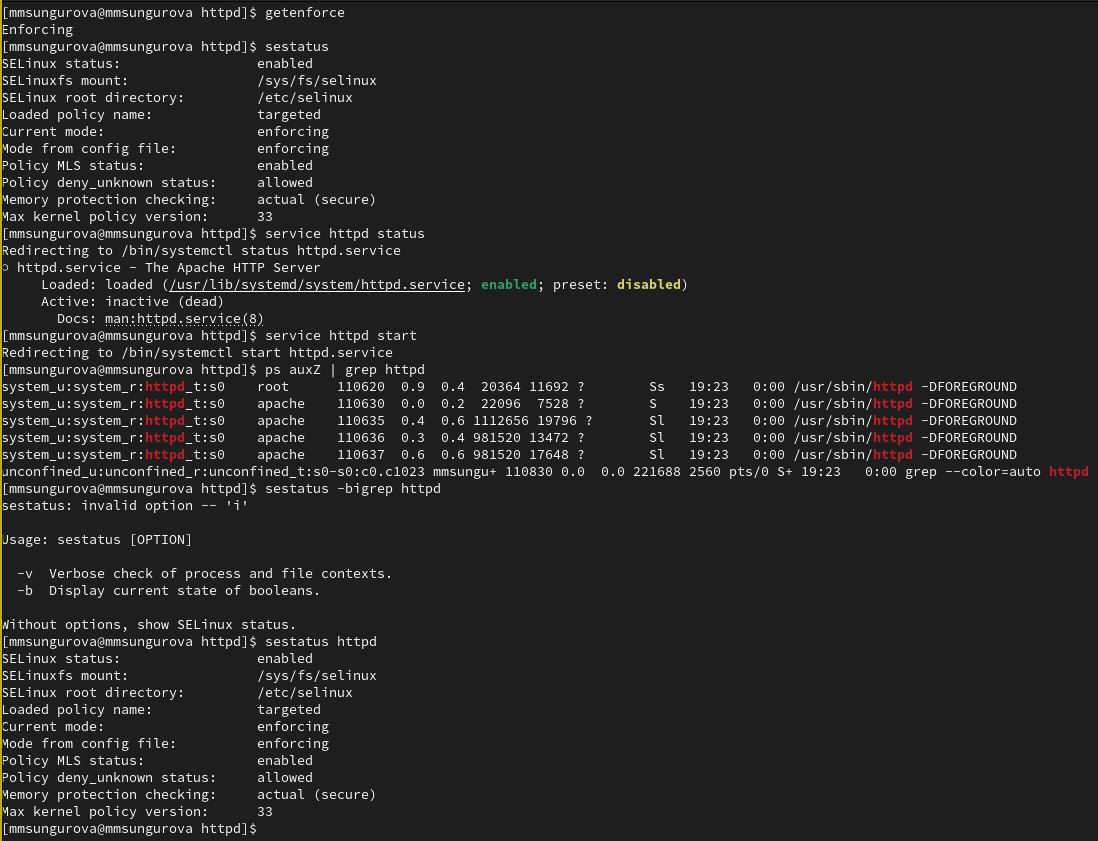 [mmsungurova@mmsungurova httpd]$ getenforce
Enforcing
[mmsungurova@mmsungurova httpd]$ sestatus
SELinux status:                 enabled
SELinuxfs mount:                /sys/fs/selinux
SELinux root directory:         /etc/selinux
Loaded policy name:             targeted
Current mode:                   enforcing
Mode from config file:          enforcing
Policy MLS status:              enabled
Policy deny_unknown status:     allowed
Memory protection checking:     actual (secure)
Max kernel policy version:      33
[mmsungurova@mmsungurova httpd]$ service httpd status
Redirecting to /bin/systemctl status httpd.service
○ httpd.service - The Apache HTTP Server
     Loaded: loaded (/usr/lib/systemd/system/httpd.service; enabled; preset: disabled)
     Active: inactive (dead)
       Docs: man:httpd.service(8)
[mmsungurova@mmsungurova httpd]$ service httpd start
Redirecting to /bin/systemctl start httpd.service
[mmsungurova@mmsungurova httpd]$ ps auxZ | grep httpd
system_u:system_r:httpd_t:s0    root      110620  0.9  0.4  20364 11692 ?        Ss   19:23   0:00 /usr/sbin/httpd -DFOREGROUND
system_u:system_r:httpd_t:s0    apache    110630  0.0  0.2  22096  7528 ?        S    19:23   0:00 /usr/sbin/httpd -DFOREGROUND
system_u:system_r:httpd_t:s0    apache    110635  0.4  0.6 1112656 19796 ?       Sl   19:23   0:00 /usr/sbin/httpd -DFOREGROUND
system_u:system_r:httpd_t:s0    apache    110636  0.3  0.4 981520 13472 ?        Sl   19:23   0:00 /usr/sbin/httpd -DFOREGROUND
system_u:system_r:httpd_t:s0    apache    110637  0.6  0.6 981520 17648 ?        Sl   19:23   0:00 /usr/sbin/httpd -DFOREGROUND
unconfined_u:unconfined_r:unconfined_t:s0-s0:c0.c1023 mmsungu+ 110830 0.0  0.0 221688 2560 pts/0 S+ 19:23   0:00 grep --color=auto httpd
[mmsungurova@mmsungurova httpd]$ sestatus -bigrep httpd
sestatus: invalid option -- 'i'

Usage: sestatus [OPTION]

  -v  Verbose check of process and file contexts.
  -b  Display current state of booleans.

Without options, show SELinux status.
[mmsungurova@mmsungurova httpd]$ sestatus httpd
SELinux status:                 enabled
SELinuxfs mount:                /sys/fs/selinux
SELinux root directory:         /etc/selinux
Loaded policy name:             targeted
Current mode:                   enforcing
Mode from config file:          enforcing
Policy MLS status:              enabled
Policy deny_unknown status:     allowed
Memory protection checking:     actual (secure)
Max kernel policy version:      33
[mmsungurova@mmsungurova httpd]$